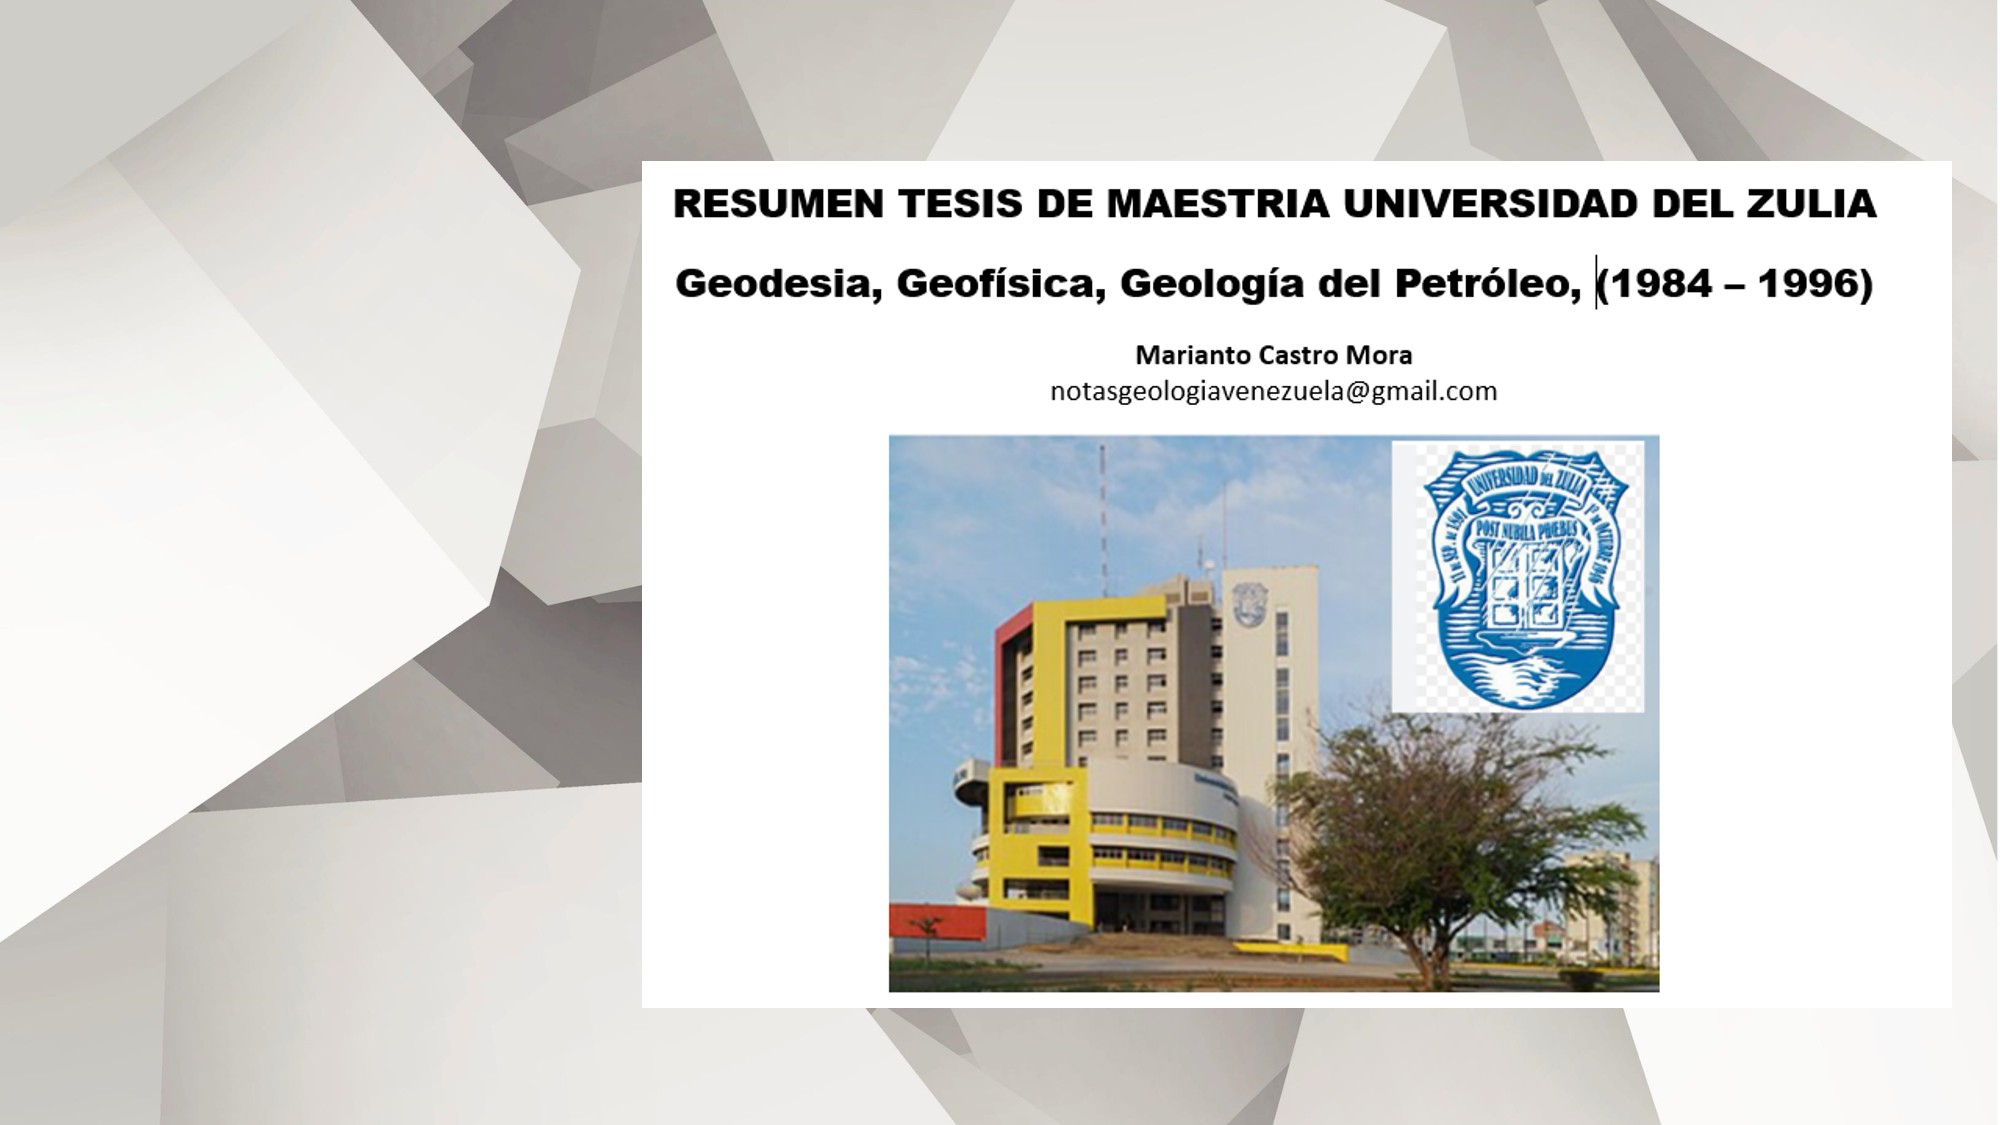 RESUMEN TESIS DE MAESTRIA UNIVERSIDAD DEL ZULIA
Geodesia, Geofísica, Geología del Petróleo, (1984 – 1996)
Marianto Castro Mora
notasgeologiavenezuela@gmail.com
UNIVERSIDAD DEL ZULIA
POST NUBILA PHŒBUS